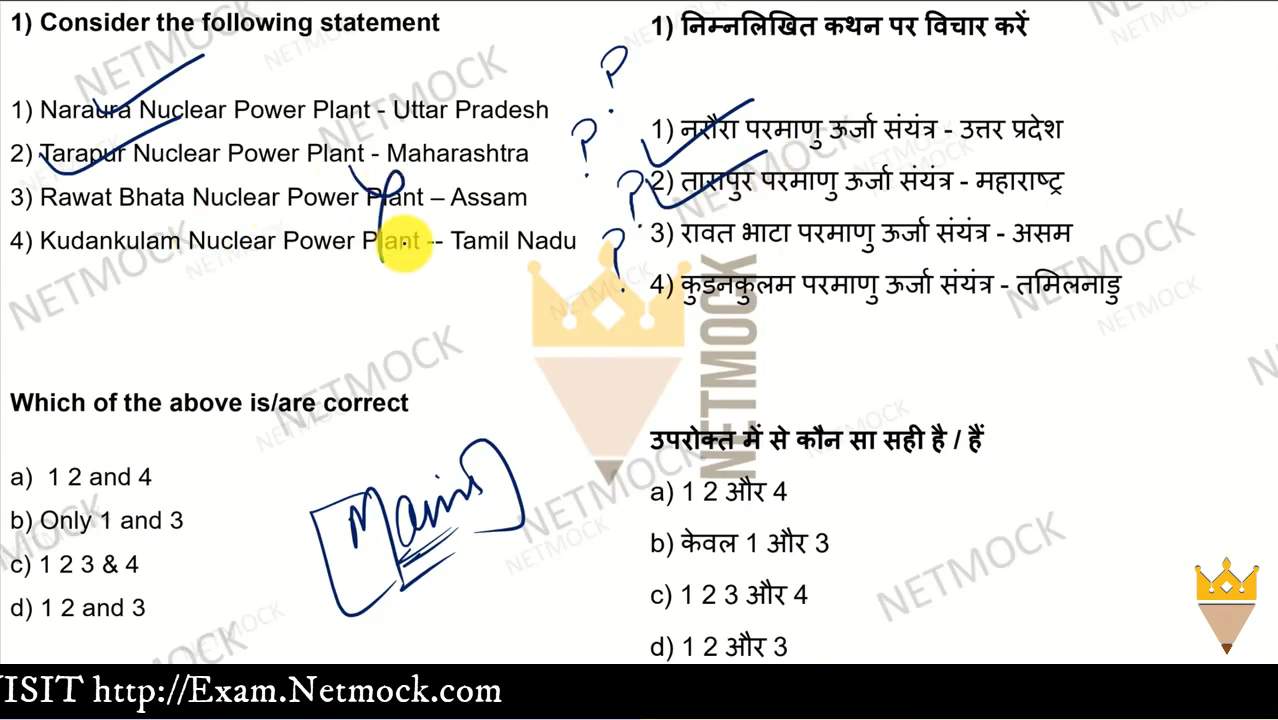 1) Consider the following statement
1) Naraura Nuclear Power Plant - Uttar Pradesh
2) Tarapur Nuclear Power Plant - Maharashtra
3) Rawat Bhata Nuclear Power Plant – Assam
4) Kudankulam Nuclear Power Plant -- Tamil Nadu
Which of the above is/are correct
a) 1 2 and 4
b) Only 1 and 3
c) 1 2 3 & 4
d) 1 2 and 3
Mains
? 
?
?
?
1) निम्नलिखित कथन पर विचार करें
1) नरौरा परमाणु ऊर्जा संयंत्र - उत्तर प्रदेश
2) तारापुर परमाणु ऊर्जा संयंत्र - महाराष्ट्र
3) रावत भाटा परमाणु ऊर्जा संयंत्र - असम
4) कुडनकुलम परमाणु ऊर्जा संयंत्र - तमिलनाडु
उपरोक्त में से कौन सा सही है / हैं
a) 1 2 और 4
b) केवल 1 और 3
c) 1 2 3 और 4
d) 1 2 और 3
NETMOCK
VISIT http://Exam.Netmock.com